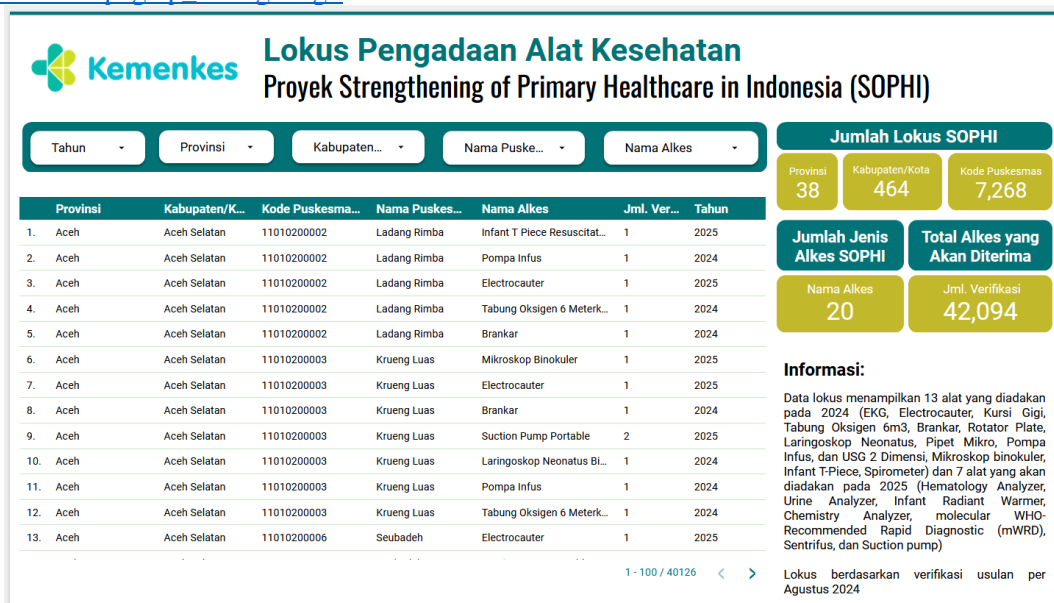 Kemenkes
Lokus Pengadaan Alat Kesehatan
Proyek Strengthening of Primary Healthcare in Indonesia (SOPHI)
Tahun
Provinsi
Kabupaten...
Nama Puske...
Nama Alkes
Provinsi Kabupaten/K... Kode Puskesma... Nama Puskes... Nama Alkes Jml. Ver... Tahun
1. Aceh Aceh Selatan 11010200002 Ladang Rimba Infant T Piece Resuscitat... 1 2025
2. Aceh Aceh Selatan 11010200002 Ladang Rimba Pompa Infus 1 2024
3. Aceh Aceh Selatan 11010200002 Ladang Rimba Electrocauter 1 2025
4. Aceh Aceh Selatan 11010200002 Ladang Rimba Tabung Oksigen 6 Meterk... 1 2024
5. Aceh Aceh Selatan 11010200002 Ladang Rimba Brankar 1 2024
6. Aceh Aceh Selatan 11010200003 Krueng Luas Mikroskop Binokuler 1 2025
7. Aceh Aceh Selatan 11010200003 Krueng Luas Electrocauter 1 2025
8. Aceh Aceh Selatan 11010200003 Krueng Luas Brankar 1 2024
9. Aceh Aceh Selatan 11010200003 Krueng Luas Suction Pump Portable 2 2025
10. Aceh Aceh Selatan 11010200003 Krueng Luas Laringoskop Neonatus Bi... 1 2024
11. Aceh Aceh Selatan 11010200003 Krueng Luas Pompa Infus 1 2024
12. Aceh Aceh Selatan 11010200003 Krueng Luas Tabung Oksigen 6 Meterk... 1 2024
13. Aceh Aceh Selatan 11010200006 Seubadeh Electrocauter 1 2025
1 - 100 / 40126
Jumlah Lokus SOPHI
Provinsi
38
Kabupaten/Kota
464
Kode Puskesmas
7,268
Jumlah Jenis
Alkes SOPHI
Total Alkes yang
Akan Diterima
Nama Alkes
20
Jml. Verifikasi
42,094
Informasi:
Data lokus menampilkan 13 alat yang diadakan
pada 2024 (EKG, Electrocauter, Kursi Gigi,
Tabung Oksigen 6m3, Brankar, Rotator Plate,
Laringoskop Neonatus, Pipet Mikro, Pompa
Infus, dan USG 2 Dimensi, Mikroskop binokuler,
Infant T-Piece, Spirometer) dan 7 alat yang akan
diadakan pada 2025 (Hematology Analyzer,
Urine Analyzer, Infant Radiant Warmer,
Chemistry Analyzer, molecular WHO-
Recommended Rapid Diagnostic (mWRD),
Sentrifus, dan Suction pump)
Lokus berdasarkan verifikasi usulan per
Agustus 2024